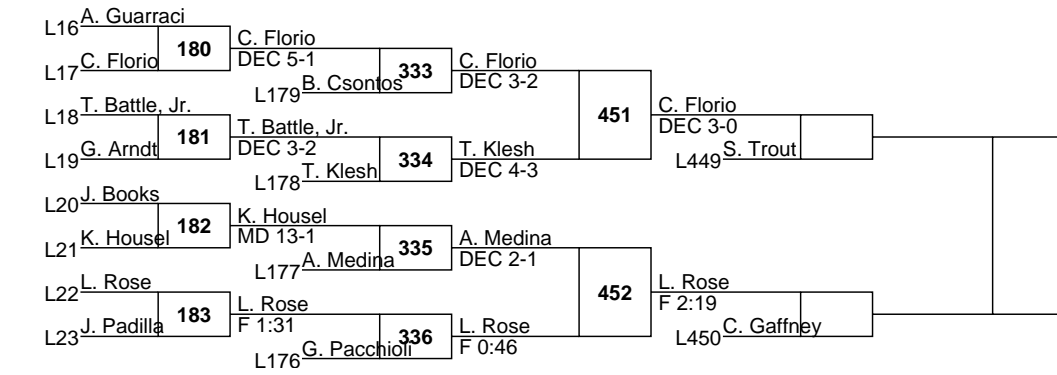 L16 A. Guarraci
180
L17 C. Florio
C. Florio
DEC 5-1
333
L179 B. Csontos
C. Florio
DEC 3-2
L18 T. Battle, Jr.
181
L19 G. Arndt
T. Battle, Jr.
DEC 3-2
334
L178 T. Klesh
T. Klesh
DEC 4-3
451
C. Florio
DEC 3-0
L449 S. Trout
L20 J. Books
182
L21 K. Housel
K. Housel
MD 13-1
335
L177 A. Medina
A. Medina
DEC 2-1
L22 L. Rose
183
L23 J. Padilla
L. Rose
F 1:31
336
L176 G. Pacchioli
L. Rose
F 0:46
452
L. Rose
F 2:19
L450 C. Gaffney